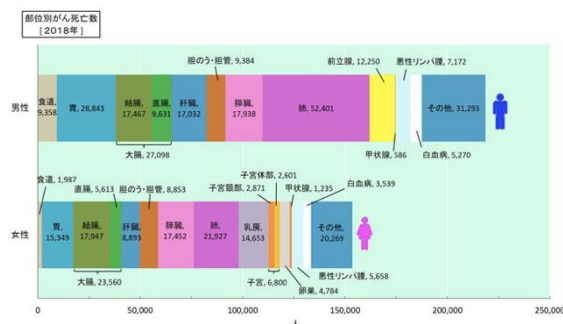 部位別がん死亡数
[2018年]
男性
食道, 9,358
胃, 28,843
結腸, 17,467
直腸, 9,631
大腸, 27,098
肝臓, 17,032
胆のう・胆管, 9,384
膵臓, 17,938
肺, 52,401
前立腺, 12,250
甲状腺, 586
悪性リンパ腫, 7,172
白血病, 5,270
その他, 31,293
女性
食道, 1,987
胃, 15,349
結腸, 17,947
直腸, 5,613
大腸, 23,560
肝臓, 8,893
胆のう・胆管, 8,853
膵臓, 17,452
肺, 21,927
乳房, 14,653
子宮頸部, 2,871
子宮体部, 2,601
子宮, 6,800
卵巣, 4,784
甲状腺, 1,235
悪性リンパ腫, 5,658
白血病, 3,539
その他, 20,269
0 50,000 100,000 150,000 200,000 250,000